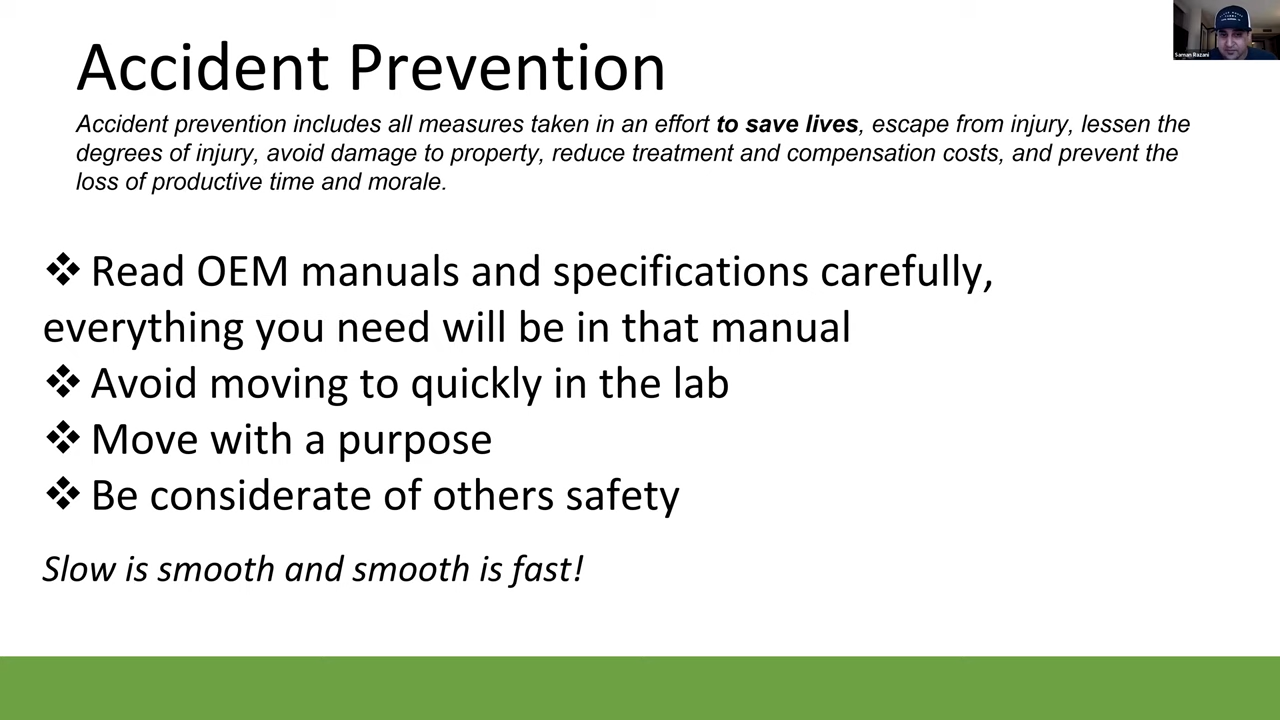 Accident Prevention
Saman Razani
Accident prevention includes all measures taken in an effort to save lives, escape from injury, lessen the
degrees of injury, avoid damage to property, reduce treatment and compensation costs, and prevent the
loss of productive time and morale.
❖ Read OEM manuals and specifications carefully,
everything you need will be in that manual
❖ Avoid moving to quickly in the lab
❖ Move with a purpose
❖ Be considerate of others safety
Slow is smooth and smooth is fast!